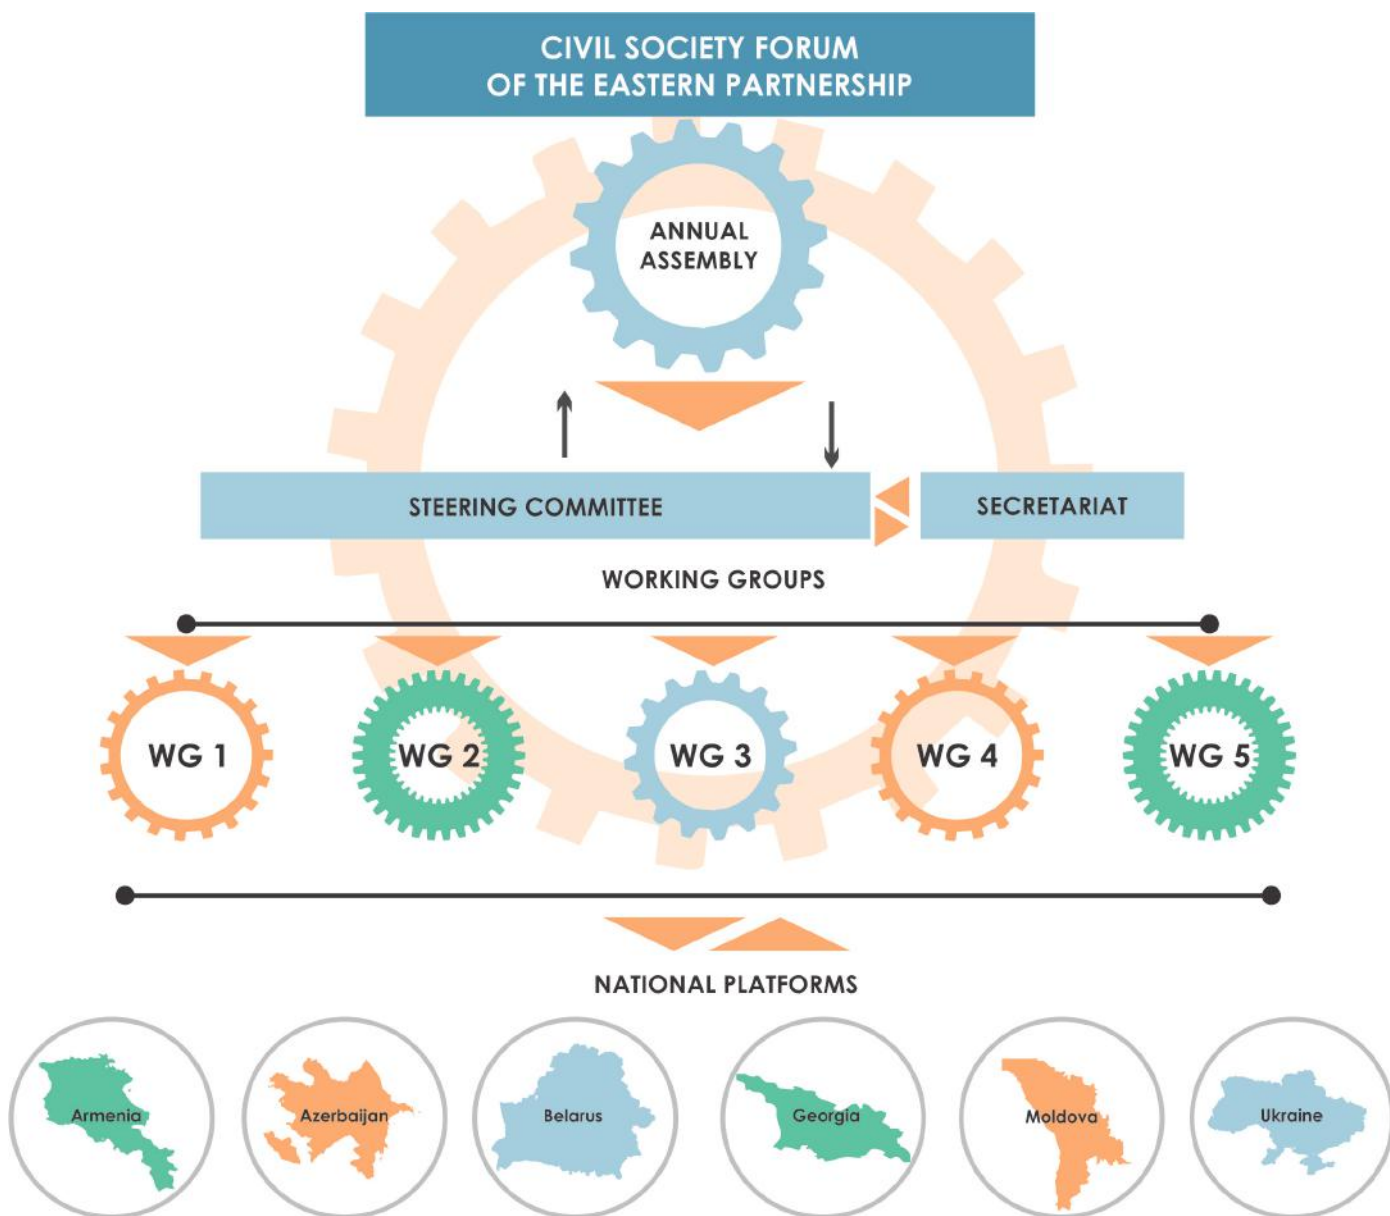 CIVIL SOCIETY FORUM
OF THE EASTERN PARTNERSHIP
ANNUAL
ASSEMBLY
STEERING COMMITTEE
SECRETARIAT
WORKING GROUPS
WG 1
WG 2
WG 3
WG 4
WG 5
NATIONAL PLATFORMS
Armenia
Azerbaijan
Belarus
Georgia
Moldova
Ukraine